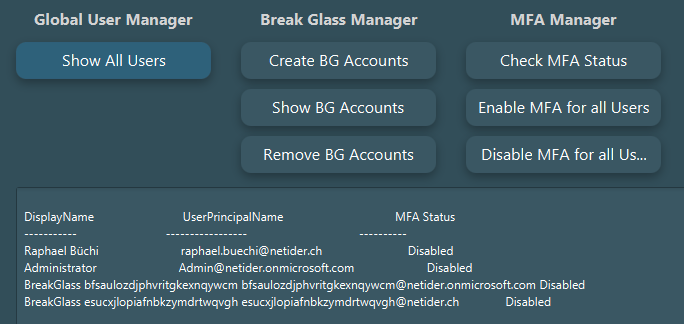 Global User Manager
Break Glass Manager
MFA Manager
Show All Users
Create BG Accounts
Check MFA Status
Show BG Accounts
Enable MFA for all Users
Remove BG Accounts
Disable MFA for all Us...
DisplayName UserPrincipalName MFA Status
----------- ----------------- ----------
Raphael Büchi raphael.buechi@netider.ch Disabled
Administrator Admin@netider.onmicrosoft.com Disabled
BreakGlass bfsaulozdjphvritgkexnqywcm bfsaulozdjphvritgkexnqywcm@netider.onmicrosoft.com Disabled
BreakGlass esucxjlopiafnbkzymdrtwqvgh esucxjlopiafnbkzymdrtwqvgh@netider.ch Disabled